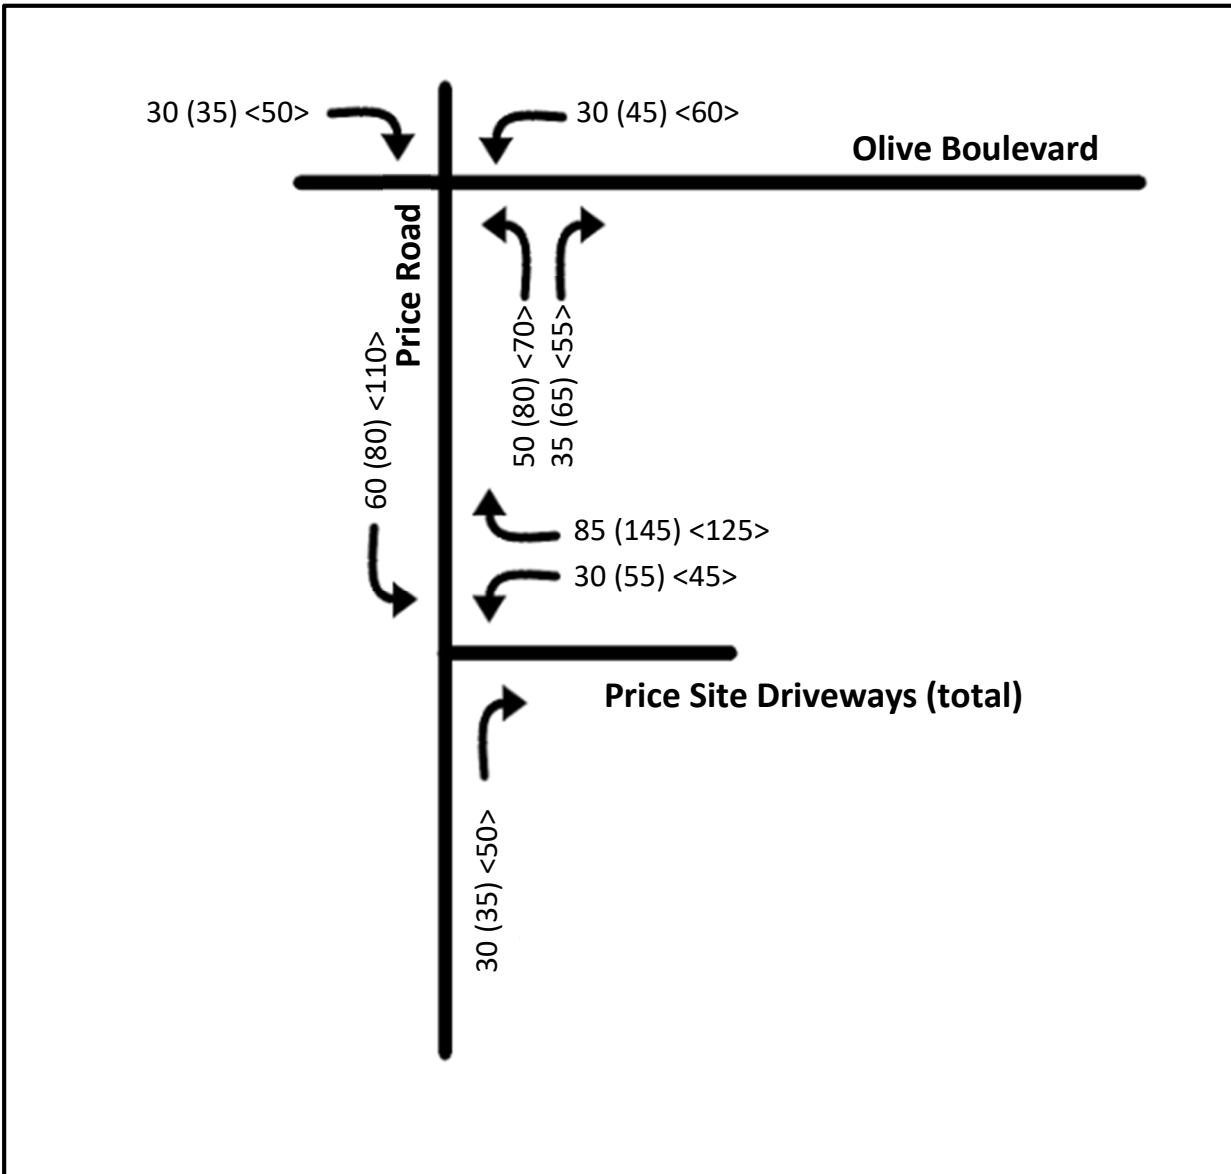 30 (35) <50>
30 (45) <60>
Olive Boulevard
Price Road
60 (80) <110>
50 (80) <70>
35 (65) <55>
85 (145) <125>
30 (55) <45>
Price Site Driveways (total)
30 (35) <50>